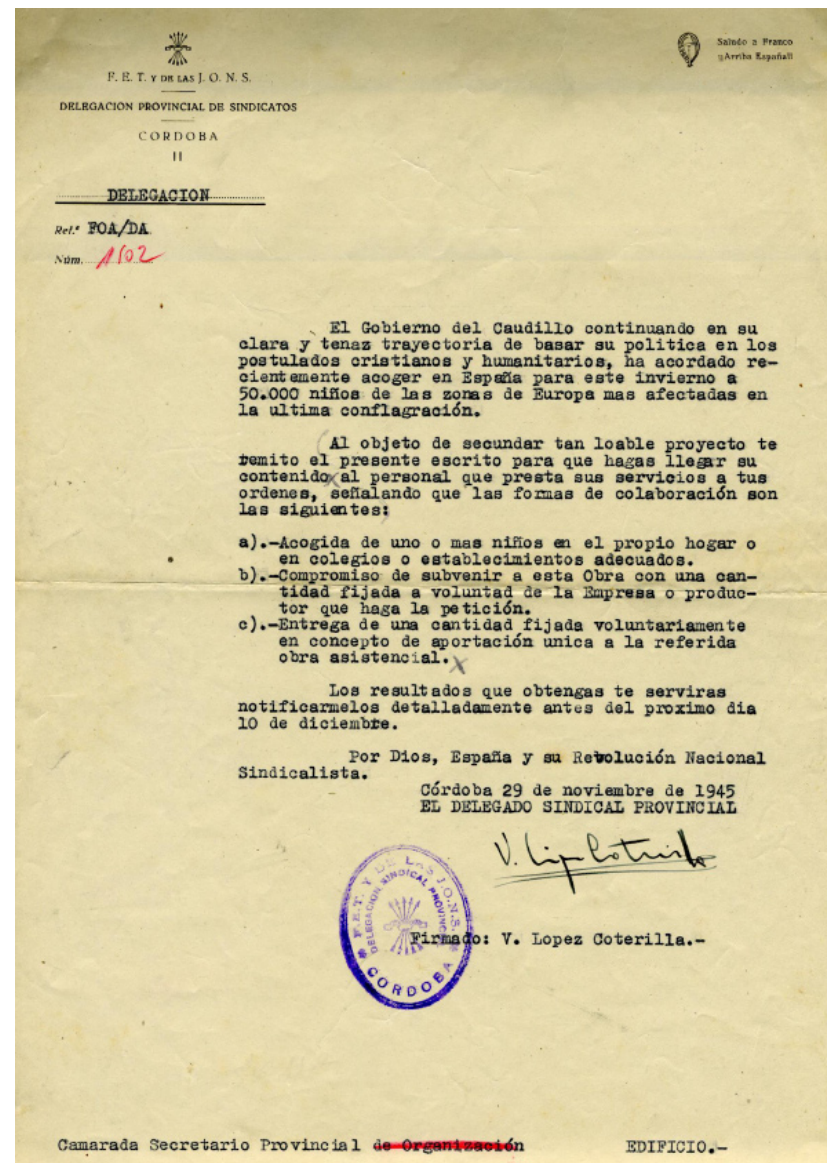 F. E. T. Y DE LAS J. O. N. S.
DELEGACION PROVINCIAL DE SINDICATOS
CORDOBA
Saludo a Franco
¡¡Arriba España!!
DELEGACION
Ref.ª FOA/DA
Núm. 1502
El Gobierno del Caudillo continuando en su
clara y tenaz trayectoria de basar su politica en los
postulados cristianos y humanitarios, ha acordado re-
cientemente acoger en España para este invierno a
50.000 niños de las zonas de Europa mas afectadas en
la ultima conflagración.
Al objeto de secundar tan loable proyecto te
remito el presente escrito para que hagas llegar su
contenido al personal que presta sus servicios a tus
ordenes, señalando que las formas de colaboración son
las siguientes:
a).-Acogida de uno o mas niños en el propio hogar o
en colegios o establecimientos adecuados.
b).-Compromiso de subvenir a esta Obra con una can-
tidad fijada a voluntad de la Empresa o produc-
tor que haga la petición.
c).-Entrega de una cantidad fijada voluntariamente
en concepto de aportación unica a la referida
obra asistencial.
Los resultados que obtengas te serviras
notificarmelos detalladamente antes del proximo dia
10 de diciembre.
Por Dios, España y su Revolución Nacional
Sindicalista.
Córdoba 29 de noviembre de 1945
EL DELEGADO SINDICAL PROVINCIAL
F.E.T. Y DE LAS J.O.N.S.
DELEGACION SINDICAL PROVINCIAL
CORDOBA
Firmado: V. Lopez Coterilla.-
Camarada Secretario Provincial de Organización EDIFICIO.-